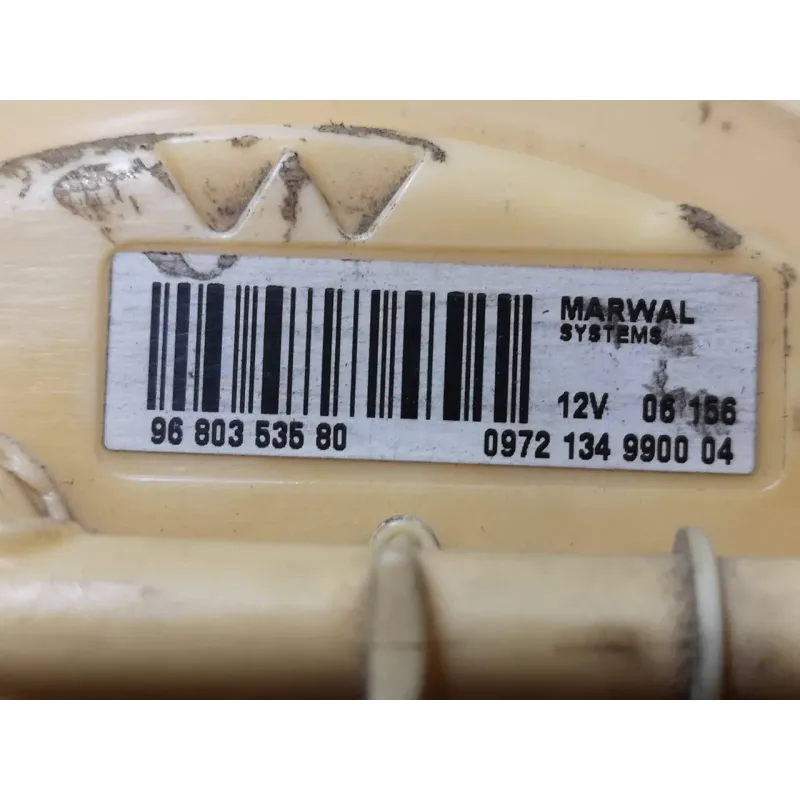 MARWAL
SYSTEMS
12V 06 156
96 803 535 80
0972 134 9900 04